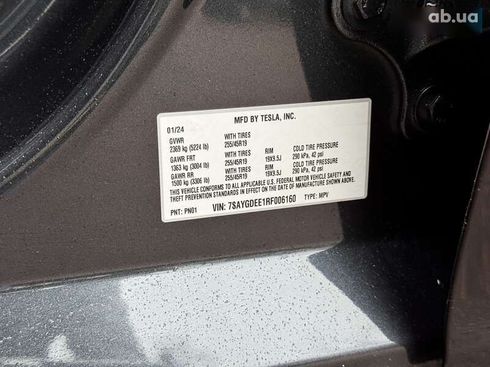 ab.ua
MFD BY TESLA, INC.
01/24
GVWR WITH TIRES
2369 kg (5224 lb) 255/45R19
GAWR FRT WITH TIRES RIM COLD TIRE PRESSURE
1363 kg (3004 lb) 255/45R19 19X9.5J 290 kPa, 42 psi
GAWR RR WITH TIRES RIM COLD TIRE PRESSURE
1500 kg (3306 lb) 255/45R19 19X9.5J 290 kPa, 42 psi
THIS VEHICLE CONFORMS TO ALL APPLICABLE U.S. FEDERAL MOTOR VEHICLE SAFETY AND
THEFT PREVENTION STANDARDS IN EFFECT ON THE DATE OF MANUFACTURE SHOWN ABOVE.
PNT: PN01 VIN: 7SAYGDEE1RF006160 TYPE: MPV